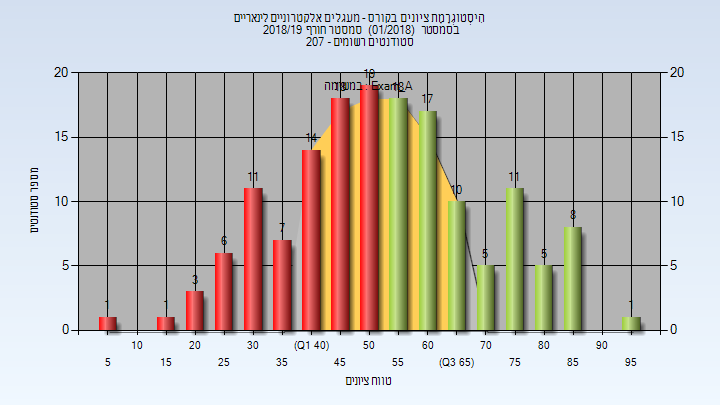 היסטוגרמת ציונים בקורס - מעגלים אלקטרוניים לינאריים
בסמסטר (01/2018) סמסטר חורף 2018/19
סטודנטים רשומים - 207
במשימה: Exam A
20 20
15 15
10 10
5 5
0 0
1 1 3 6 11 7 14 18 19 18 17 10 5 11 5 8 1
מספר סטודנטים
10 20 30 (Q1 40) 50 60 70 80 90
5 15 25 35 45 55 (Q3 65) 75 85 95
טווח ציונים